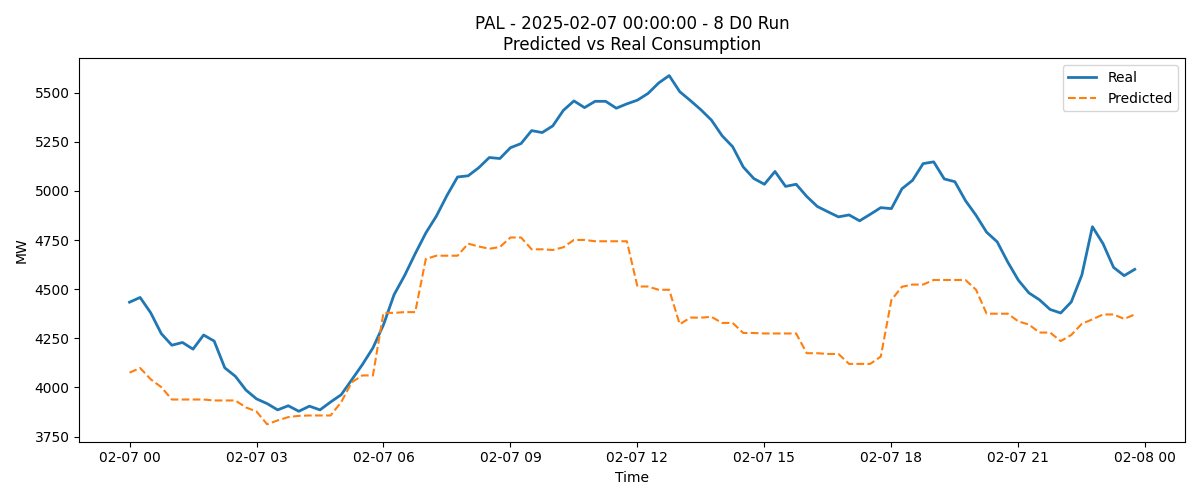 PAL - 2025-02-07 00:00:00 - 8 D0 Run
Predicted vs Real Consumption
Real
Predicted
MW
5500
5250
5000
4750
4500
4250
4000
3750
02-07 00
02-07 03
02-07 06
02-07 09
02-07 12
02-07 15
02-07 18
02-07 21
02-08 00
Time